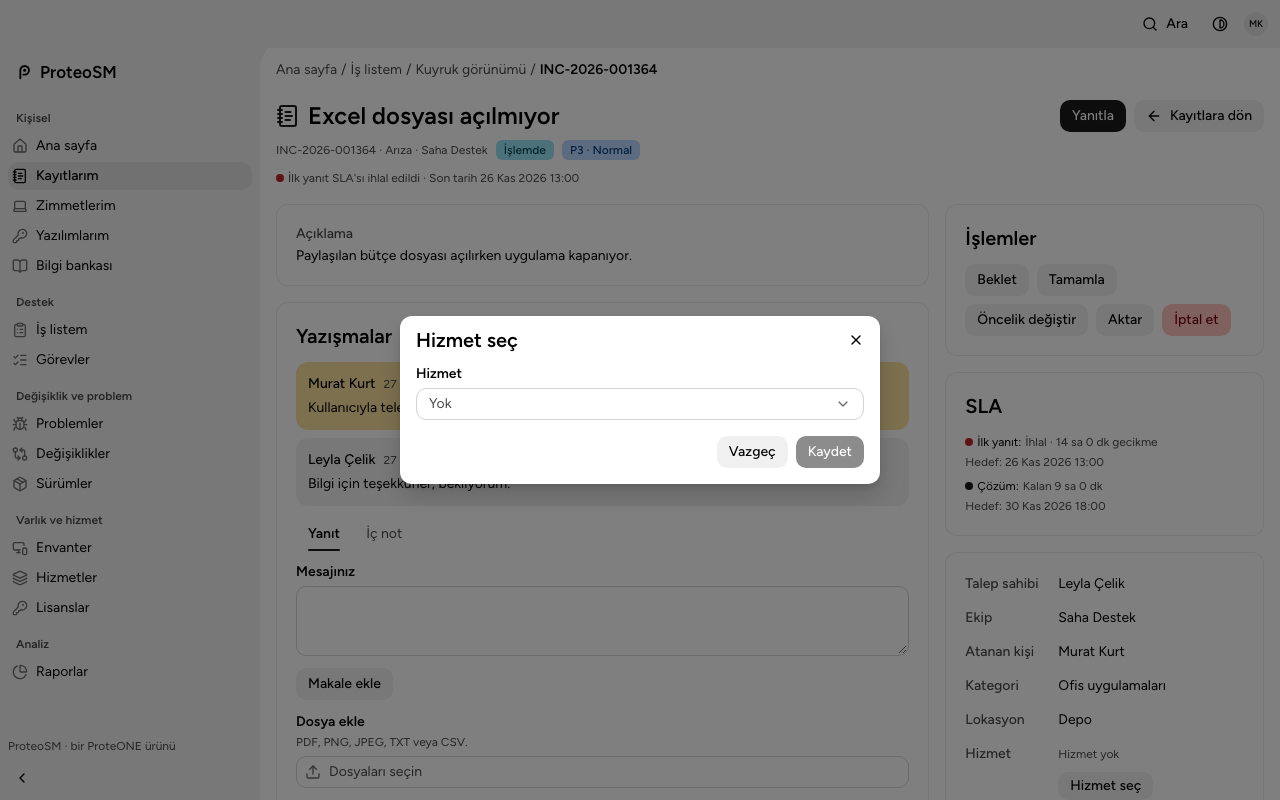 Ara
MK
ProteoSM
Kişisel
Ana sayfa
Kayıtlarım
Zimmetlerim
Yazılımlarım
Bilgi bankası
Destek
İş listem
Görevler
Değişiklik ve problem
Problemler
Değişiklikler
Sürümler
Varlık ve hizmet
Envanter
Hizmetler
Lisanslar
Analiz
Raporlar
ProteoSM · bir ProteONE ürünü
Ana sayfa / İş listem / Kuyruk görünümü / INC-2026-001364
Excel dosyası açılmıyor
Yanıtla
Kayıtlara dön
INC-2026-001364 · Arıza · Saha Destek İşlemde P3 · Normal
İlk yanıt SLA'sı ihlal edildi · Son tarih 26 Kas 2026 13:00
Açıklama
Paylaşılan bütçe dosyası açılırken uygulama kapanıyor.
Yazışmalar
Murat Kurt 27
Kullanıcıyla
Leyla Çelik 27
Bilgi için teşekkürler, bekliyorum.
Hizmet seç
Hizmet
Yok
Vazgeç
Kaydet
Yanıt
İç not
Mesajınız
Makale ekle
Dosya ekle
PDF, PNG, JPEG, TXT veya CSV.
Dosyaları seçin
İşlemler
Beklet
Tamamla
Öncelik değiştir
Aktar
İptal et
SLA
İlk yanıt: İhlal · 14 sa 0 dk gecikme
Hedef: 26 Kas 2026 13:00
Çözüm: Kalan 9 sa 0 dk
Hedef: 30 Kas 2026 18:00
Talep sahibi Leyla Çelik
Ekip Saha Destek
Atanan kişi Murat Kurt
Kategori Ofis uygulamaları
Lokasyon Depo
Hizmet Hizmet yok
Hizmet seç